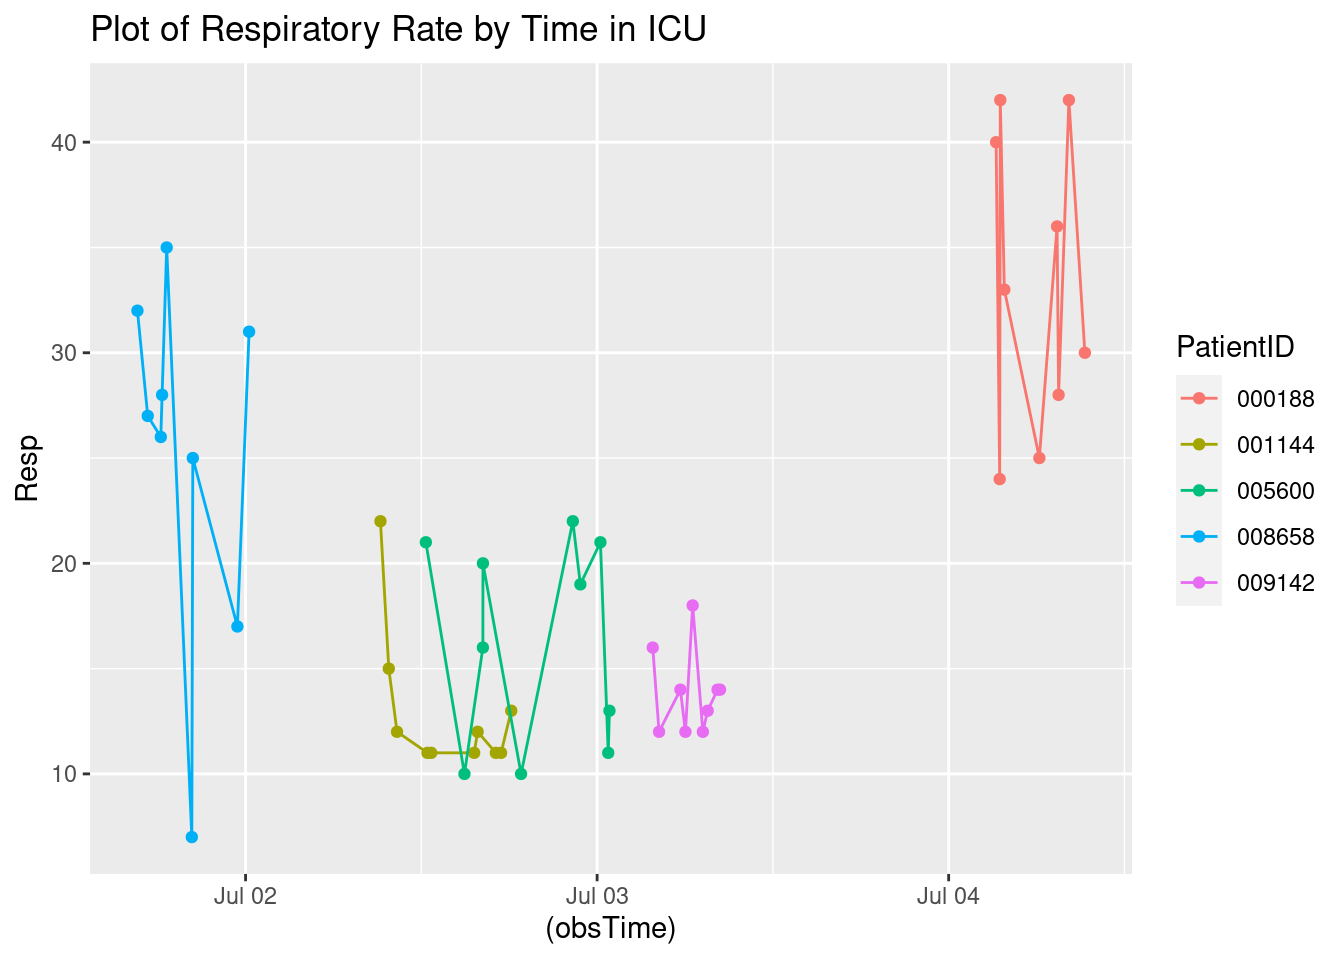 Plot of Respiratory Rate by Time in ICU
40
30
20
10
Resp
Jul 02
Jul 03
Jul 04
(obsTime)
PatientID
000188
001144
005600
008658
009142